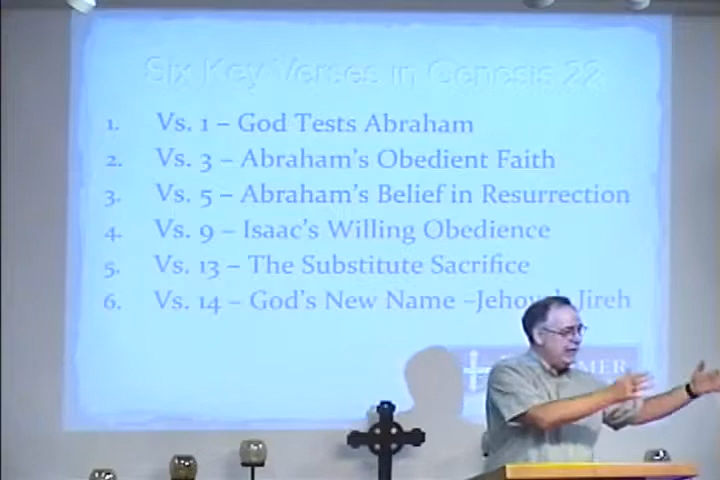 Six Key Verses in Genesis 22
1. Vs. 1 – God Tests Abraham
2. Vs. 3 – Abraham's Obedient Faith
3. Vs. 5 – Abraham's Belief in Resurrection
4. Vs. 9 – Isaac's Willing Obedience
5. Vs. 13 – The Substitute Sacrifice
6. Vs. 14 – God's New Name –Jehovah Jireh